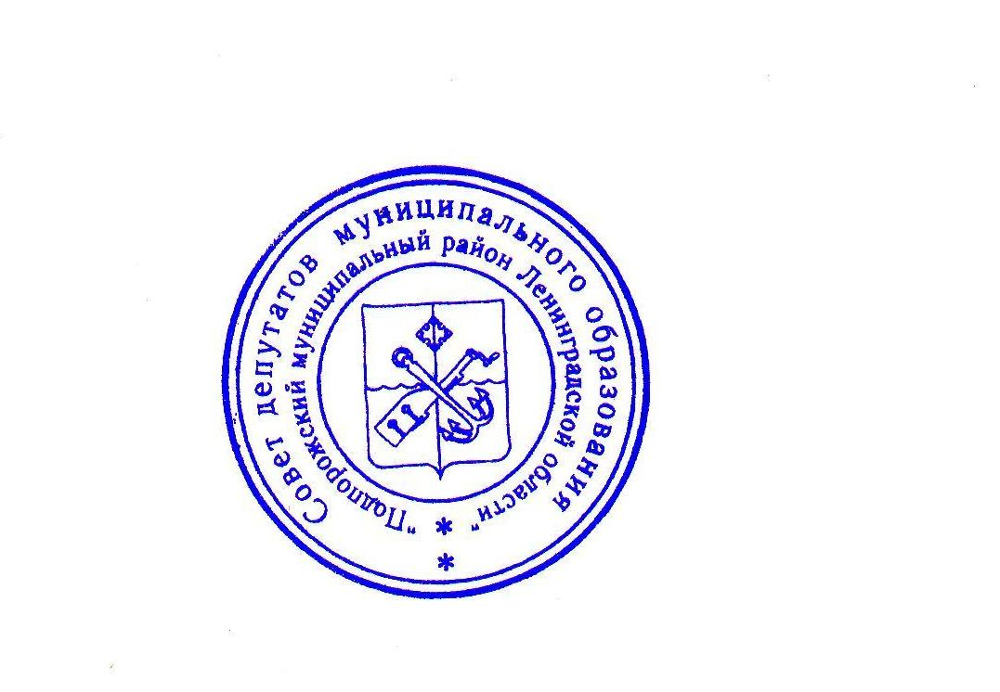 Совет депутатов муниципального образования *
"Подпорожский муниципальный район Ленинградской области" *